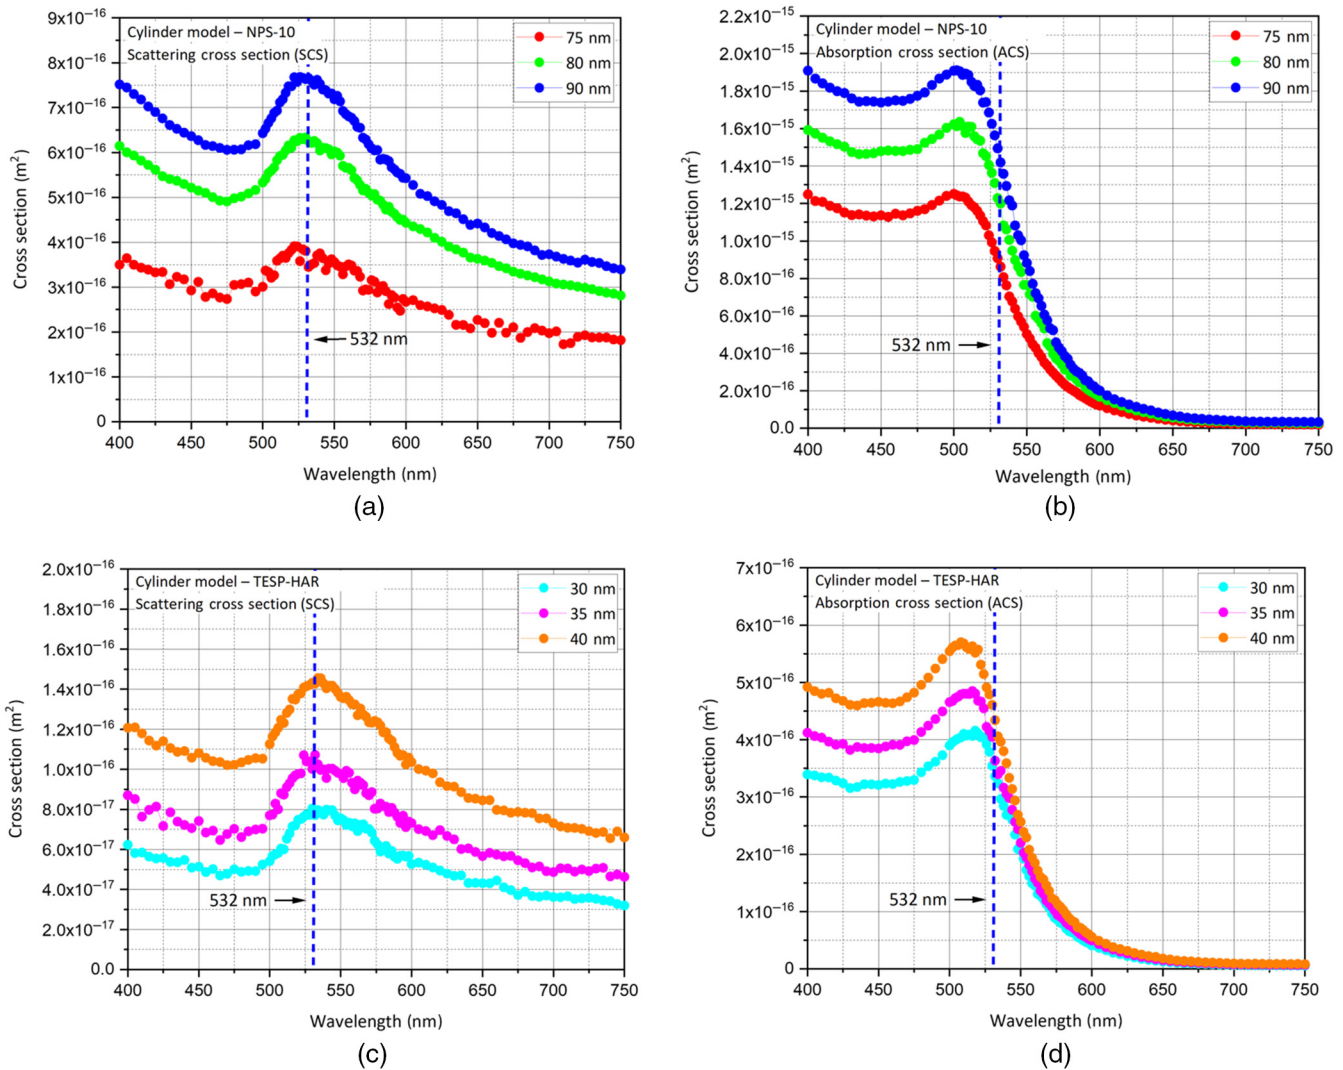 Cylinder model – NPS-10
Scattering cross section (SCS)
75 nm
80 nm
90 nm
9x10⁻¹⁶
8x10⁻¹⁶
7x10⁻¹⁶
6x10⁻¹⁶
5x10⁻¹⁶
4x10⁻¹⁶
3x10⁻¹⁶
2x10⁻¹⁶
1x10⁻¹⁶
0
Cross section (m²)
532 nm
400 450 500 550 600 650 700 750
Wavelength (nm)
(a)
Cylinder model – NPS-10
Absorption cross section (ACS)
75 nm
80 nm
90 nm
2.2x10⁻¹⁵
2.0x10⁻¹⁵
1.8x10⁻¹⁵
1.6x10⁻¹⁵
1.4x10⁻¹⁵
1.2x10⁻¹⁵
1.0x10⁻¹⁵
8.0x10⁻¹⁶
6.0x10⁻¹⁶
4.0x10⁻¹⁶
2.0x10⁻¹⁶
0.0
Cross section (m²)
532 nm
400 450 500 550 600 650 700 750
Wavelength (nm)
(b)
Cylinder model – TESP-HAR
Scattering cross section (SCS)
30 nm
35 nm
40 nm
2.0x10⁻¹⁶
1.8x10⁻¹⁶
1.6x10⁻¹⁶
1.4x10⁻¹⁶
1.2x10⁻¹⁶
1.0x10⁻¹⁶
8.0x10⁻¹⁷
6.0x10⁻¹⁷
4.0x10⁻¹⁷
2.0x10⁻¹⁷
0.0
Cross section (m²)
532 nm
400 450 500 550 600 650 700 750
Wavelength (nm)
(c)
Cylinder model – TESP-HAR
Absorption cross section (ACS)
30 nm
35 nm
40 nm
7x10⁻¹⁶
6x10⁻¹⁶
5x10⁻¹⁶
4x10⁻¹⁶
3x10⁻¹⁶
2x10⁻¹⁶
1x10⁻¹⁶
0
Cross section (m²)
532 nm
400 450 500 550 600 650 700 750
Wavelength (nm)
(d)